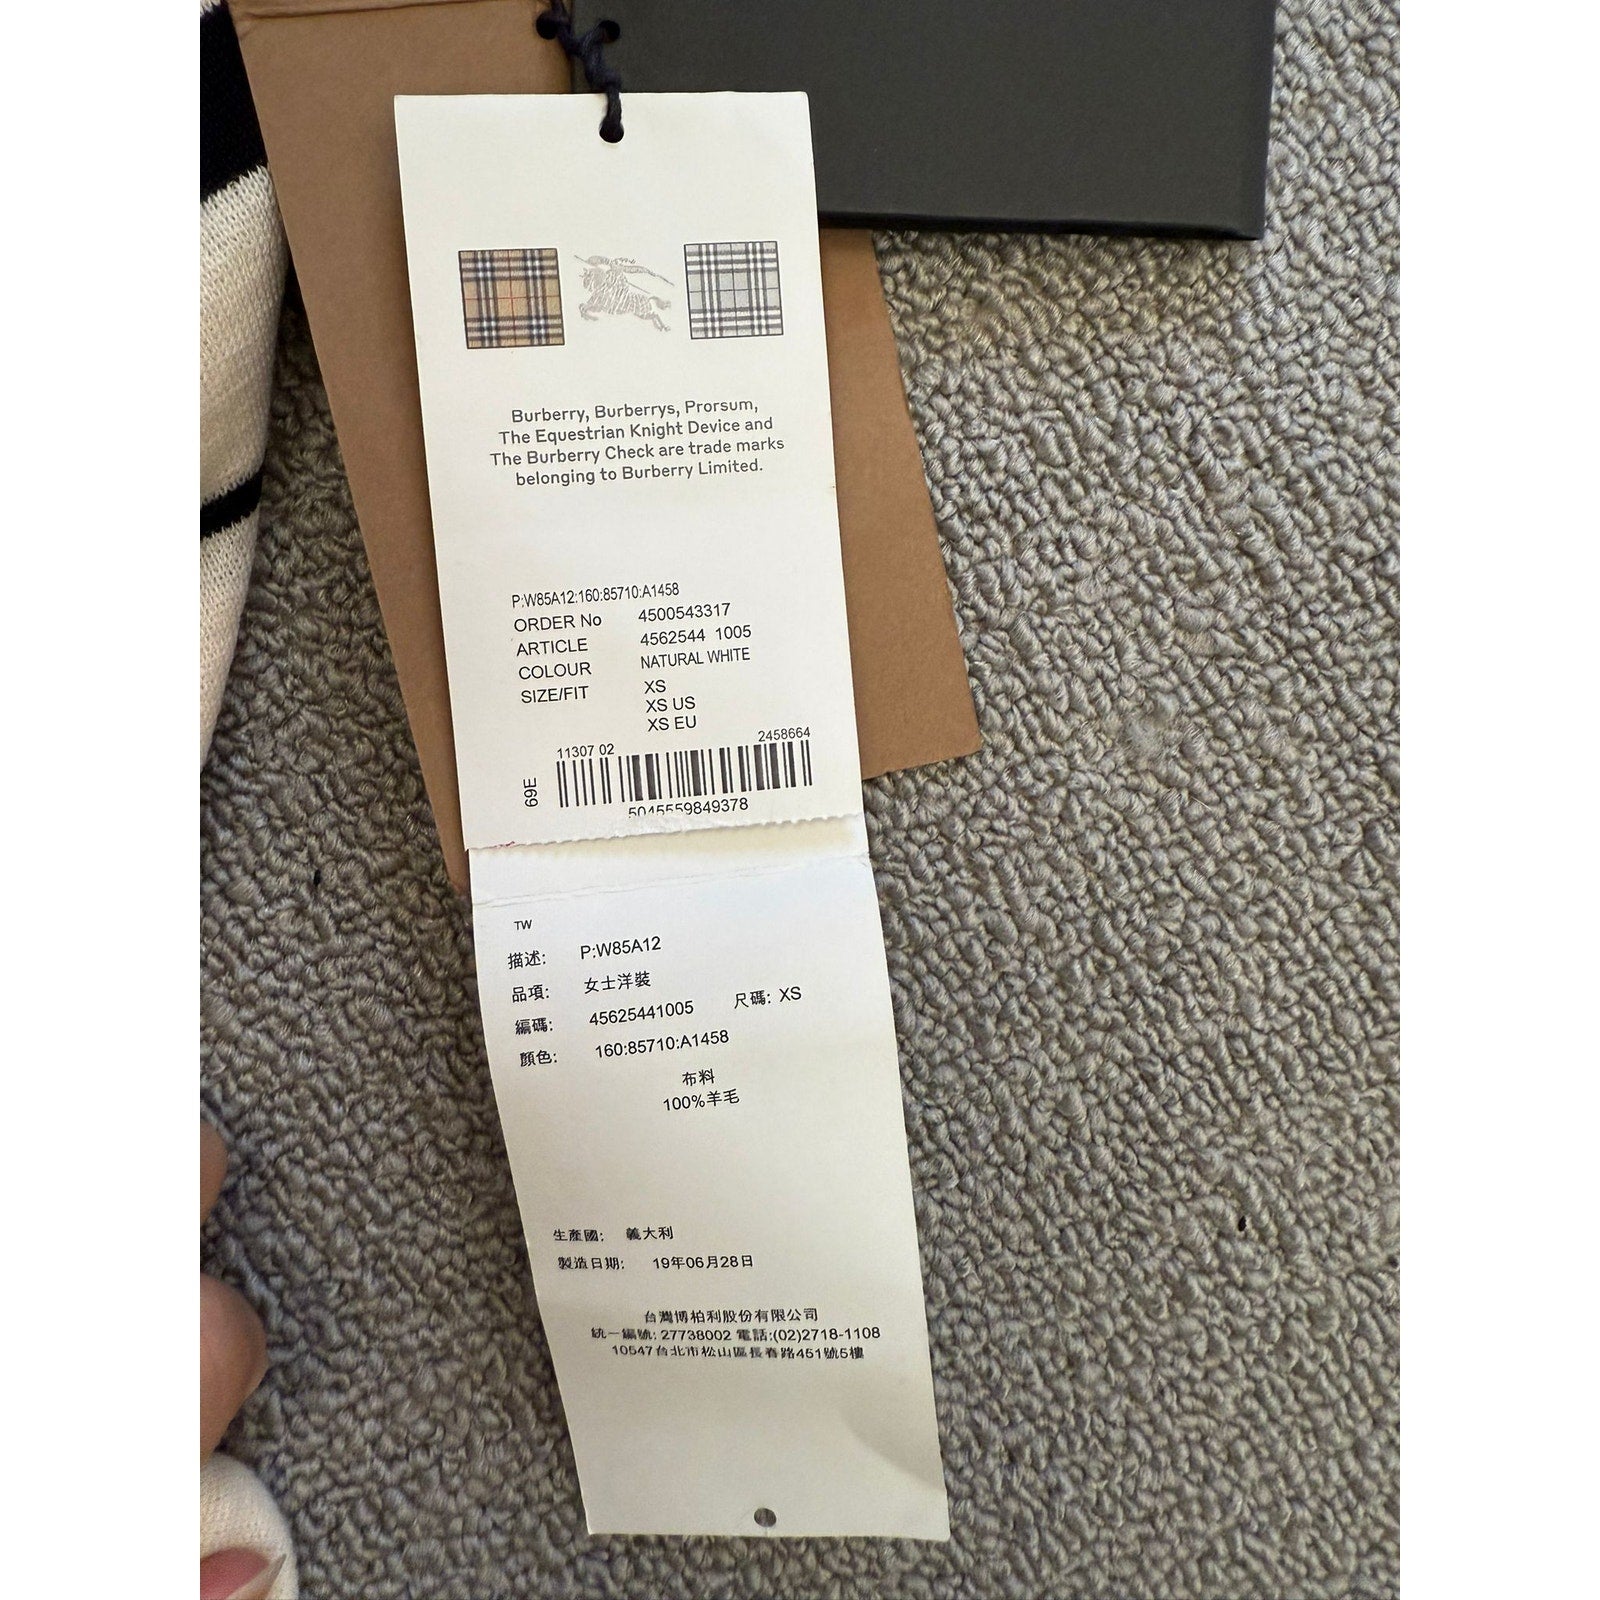 Burberry, Burberrys, Prorsum,
The Equestrian Knight Device and
The Burberry Check are trade marks
belonging to Burberry Limited.
P:W85A12:160:85710:A1458
ORDER No 4500543317
ARTICLE 4562544 1005
COLOUR NATURAL WHITE
SIZE/FIT XS
XS US
XS EU
11307 02 2458664
69E
5045559849378
TW
描述: P:W85A12
品項: 女士洋裝
編碼: 45625441005 尺碼: XS
顏色: 160:85710:A1458
布料
100%羊毛
生產國: 義大利
製造日期: 19年06月28日
台灣博柏利股份有限公司
統一編號: 27738002 電話:(02)2718-1108
10547台北市松山區長春路451號5樓